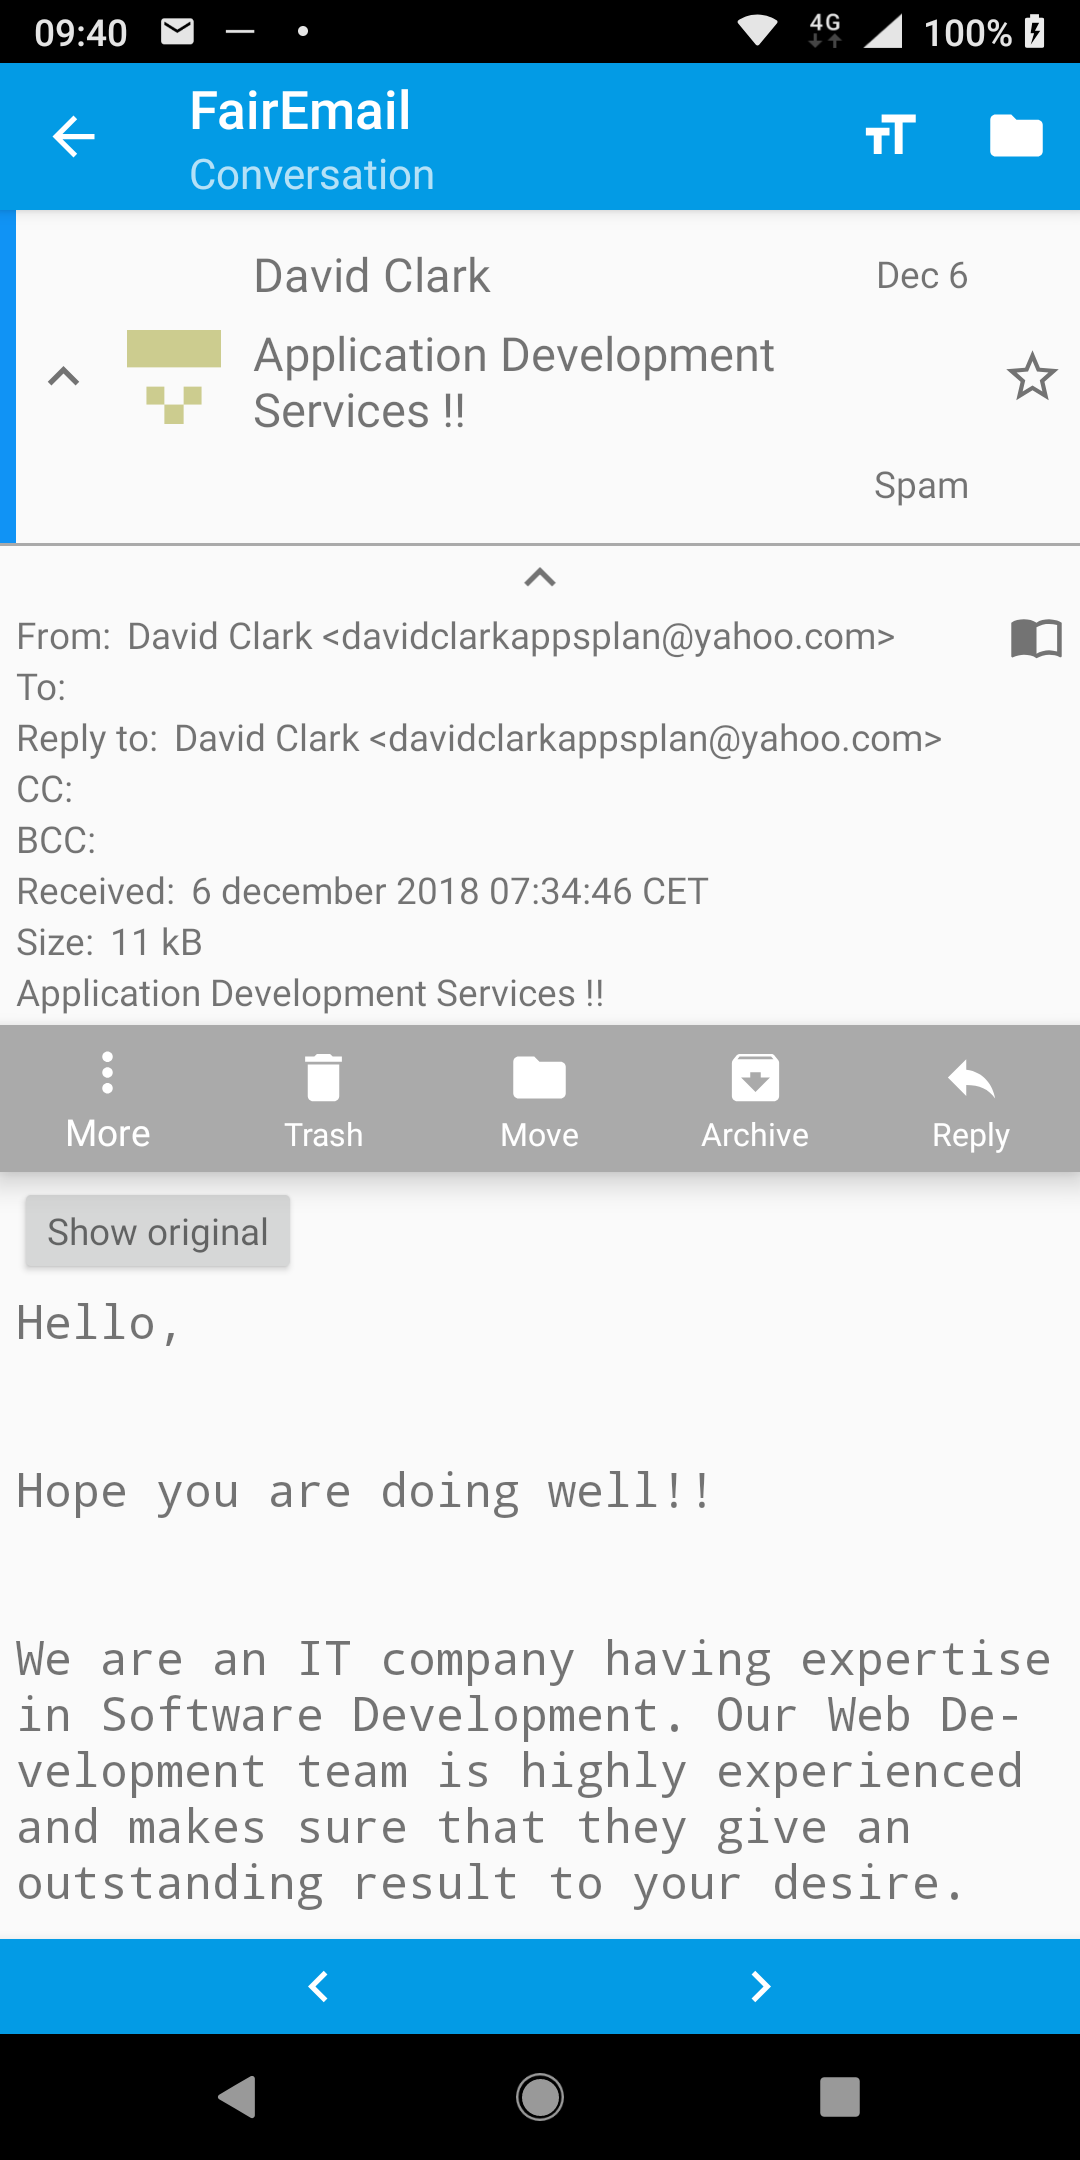 09:40
4G
100%
FairEmail
Conversation
David Clark
Dec 6
Application Development
Services !!
Spam
From: David Clark <davidclarkappsplan@yahoo.com>
To:
Reply to: David Clark <davidclarkappsplan@yahoo.com>
CC:
BCC:
Received: 6 december 2018 07:34:46 CET
Size: 11 kB
Application Development Services !!
More
Trash
Move
Archive
Reply
Show original
Hello,
Hope you are doing well!!
We are an IT company having expertise
in Software Development. Our Web De-
velopment team is highly experienced
and makes sure that they give an
outstanding result to your desire.